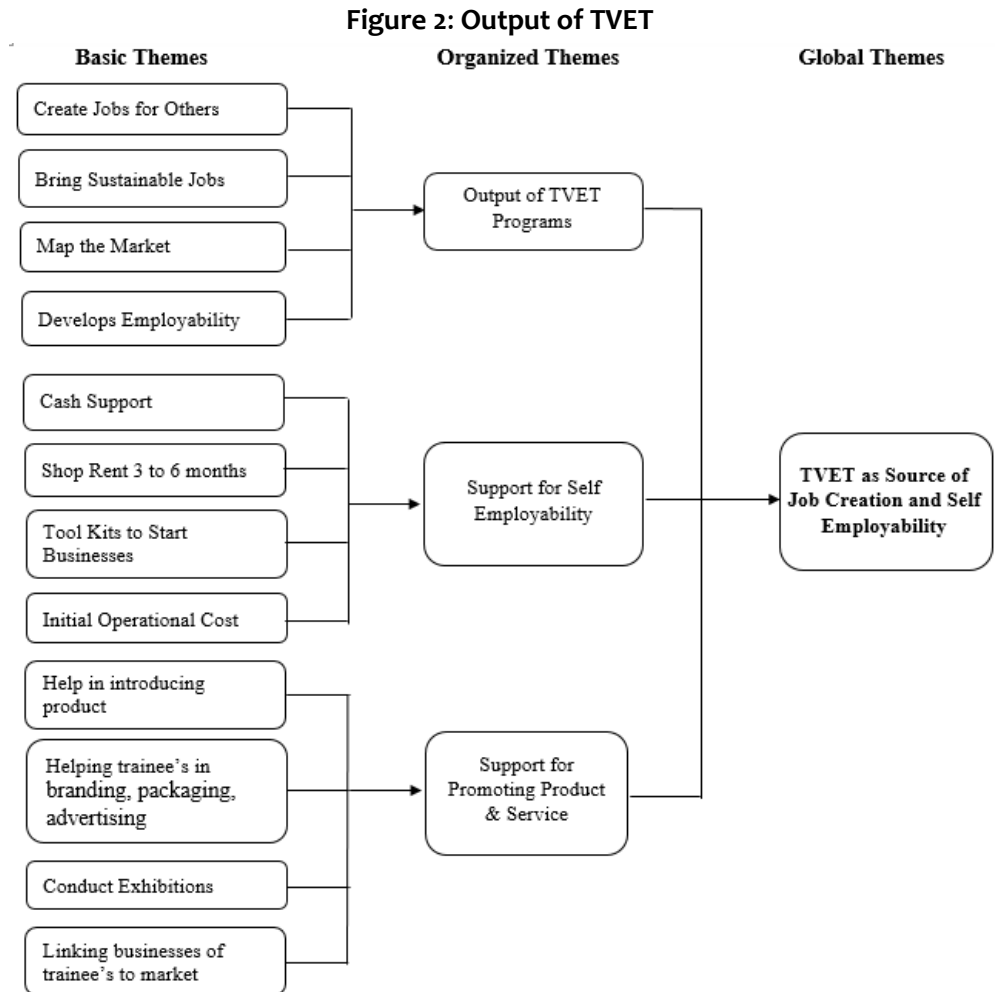 Figure 2: Output of TVET
Basic Themes
Organized Themes
Global Themes
Create Jobs for Others
Bring Sustainable Jobs
Map the Market
Develops Employability
Output of TVET
Programs
Cash Support
Shop Rent 3 to 6 months
Tool Kits to Start
Businesses
Initial Operational Cost
Support for Self
Employability
Help in introducing
product
Helping trainee's in
branding, packaging,
advertising
Conduct Exhibitions
Linking businesses of
trainee's to market
Support for
Promoting Product
& Service
TVET as Source of
Job Creation and Self
Employability